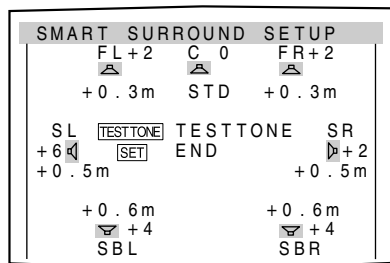 SMART SURROUND SETUP
FL+2 C 0 FR+2
+0.3m STD +0.3m
SL TESTTONE TESTTONE SR
+6 SET END +2
+0.5m +0.5m
+0.6m +0.6m
+4 +4
SBL SBR